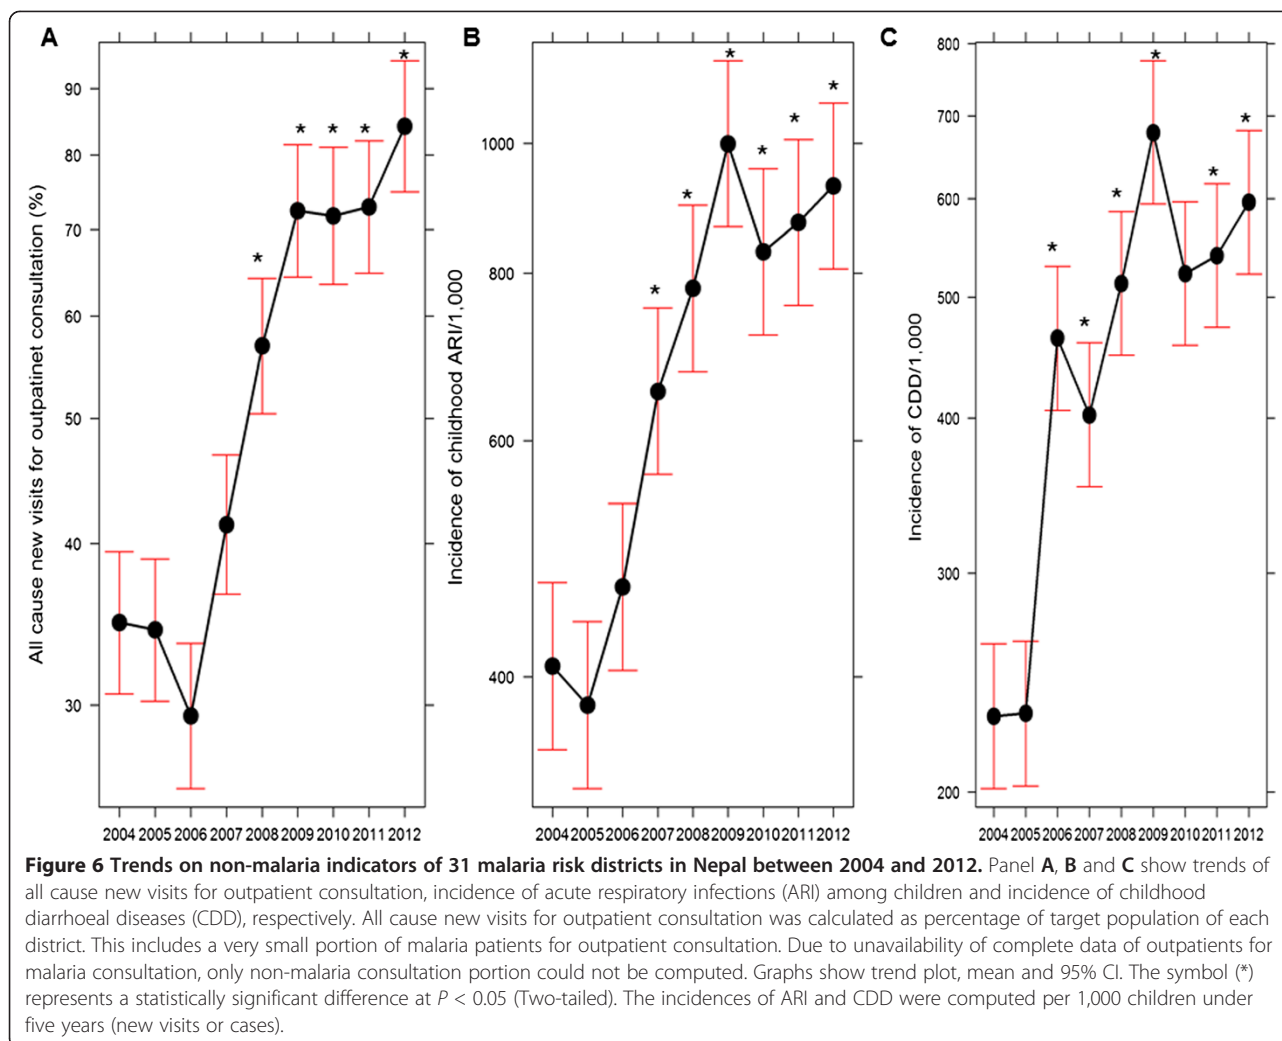 A
B
C
All cause new visits for outpatinet consultation (%)
90
80
70
60
50
40
30
2004 2005 2006 2007 2008 2009 2010 2011 2012
Incidence of childhood ARI/1,000
1000
800
600
400
2004 2005 2006 2007 2008 2009 2010 2011 2012
Incidence of CDD/1,000
800
700
600
500
400
300
200
2004 2005 2006 2007 2008 2009 2010 2011 2012
* * * * *
* * * * * *
* * * * * *
Figure 6 Trends on non-malaria indicators of 31 malaria risk districts in Nepal between 2004 and 2012. Panel A, B and C show trends of
all cause new visits for outpatient consultation, incidence of acute respiratory infections (ARI) among children and incidence of childhood
diarrhoeal diseases (CDD), respectively. All cause new visits for outpatient consultation was calculated as percentage of target population of each
district. This includes a very small portion of malaria patients for outpatient consultation. Due to unavailability of complete data of outpatients for
malaria consultation, only non-malaria consultation portion could not be computed. Graphs show trend plot, mean and 95% CI. The symbol (*)
represents a statistically significant difference at P < 0.05 (Two-tailed). The incidences of ARI and CDD were computed per 1,000 children under
five years (new visits or cases).